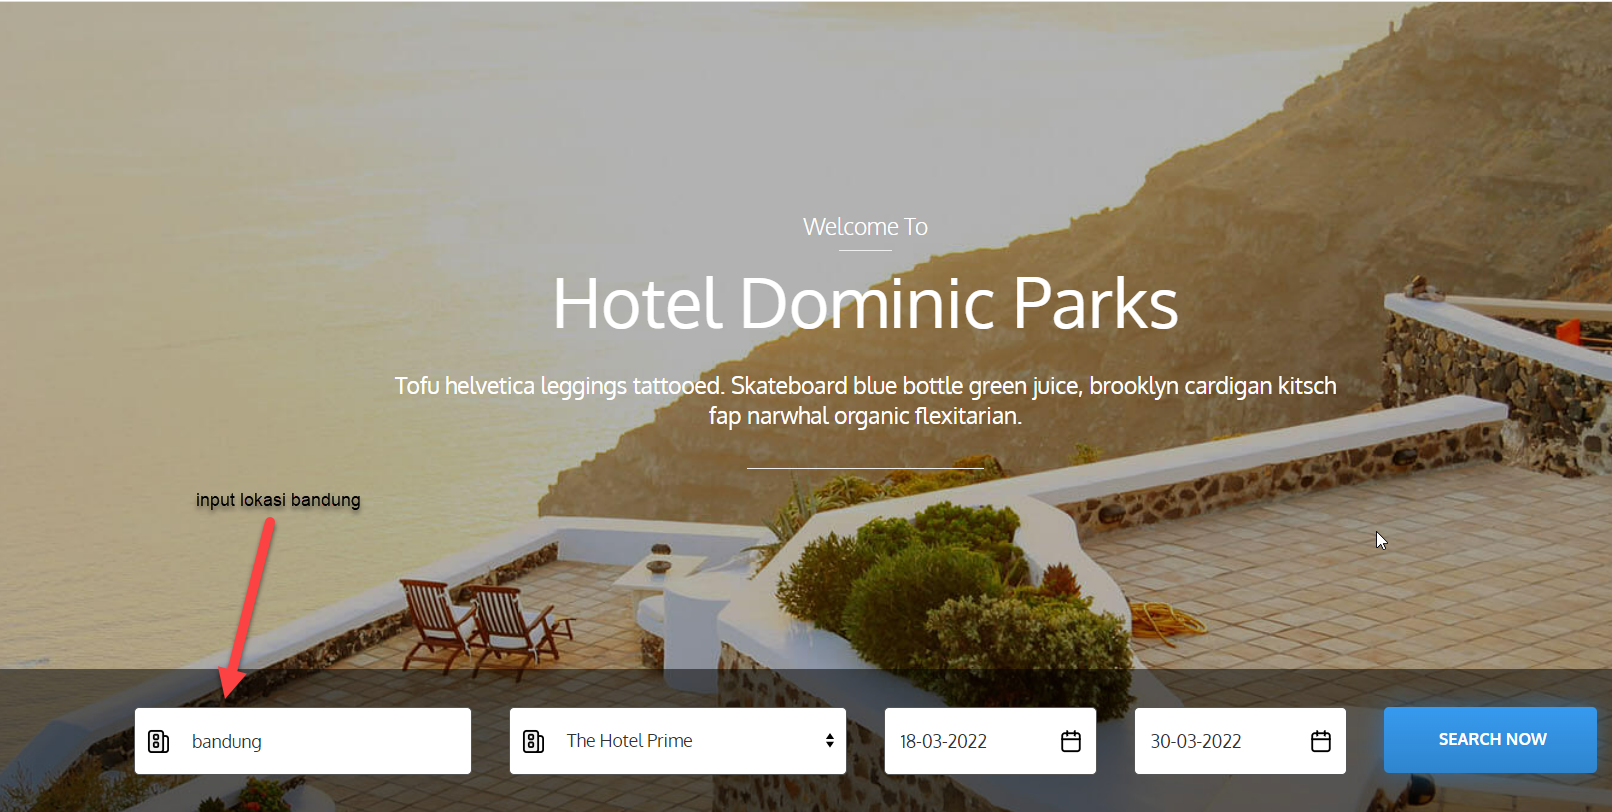 Welcome To
Hotel Dominic Parks
Tofu helvetica leggings tattooed. Skateboard blue bottle green juice, brooklyn cardigan kitsch
fap narwhal organic flexitarian.
input lokasi bandung
bandung
The Hotel Prime
18-03-2022
30-03-2022
SEARCH NOW